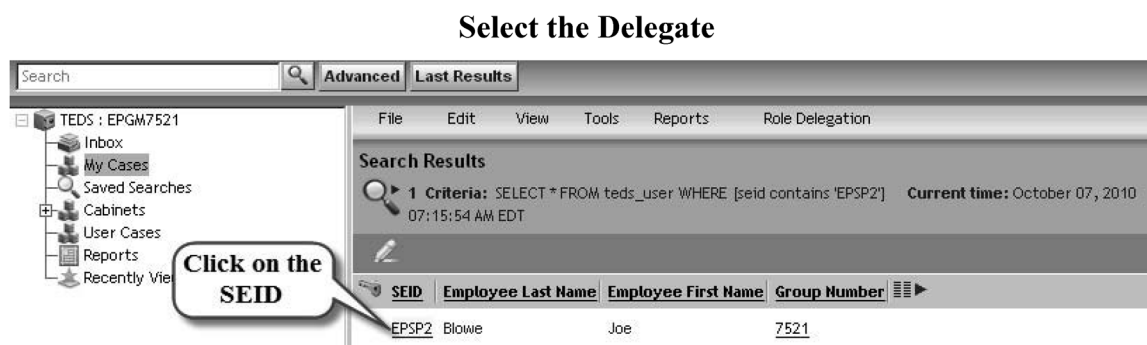 Select the Delegate
Search
Advanced
Last Results
TEDS : EPGM7521
Inbox
My Cases
Saved Searches
Cabinets
User Cases
Reports
Recently Vie
Click on the
SEID
File Edit View Tools Reports Role Delegation
Search Results
1 Criteria: SELECT * FROM teds_user WHERE [seid contains 'EPSP2'] Current time: October 07, 2010
07:15:54 AM EDT
SEID Employee Last Name Employee First Name Group Number
EPSP2 Blowe Joe 7521